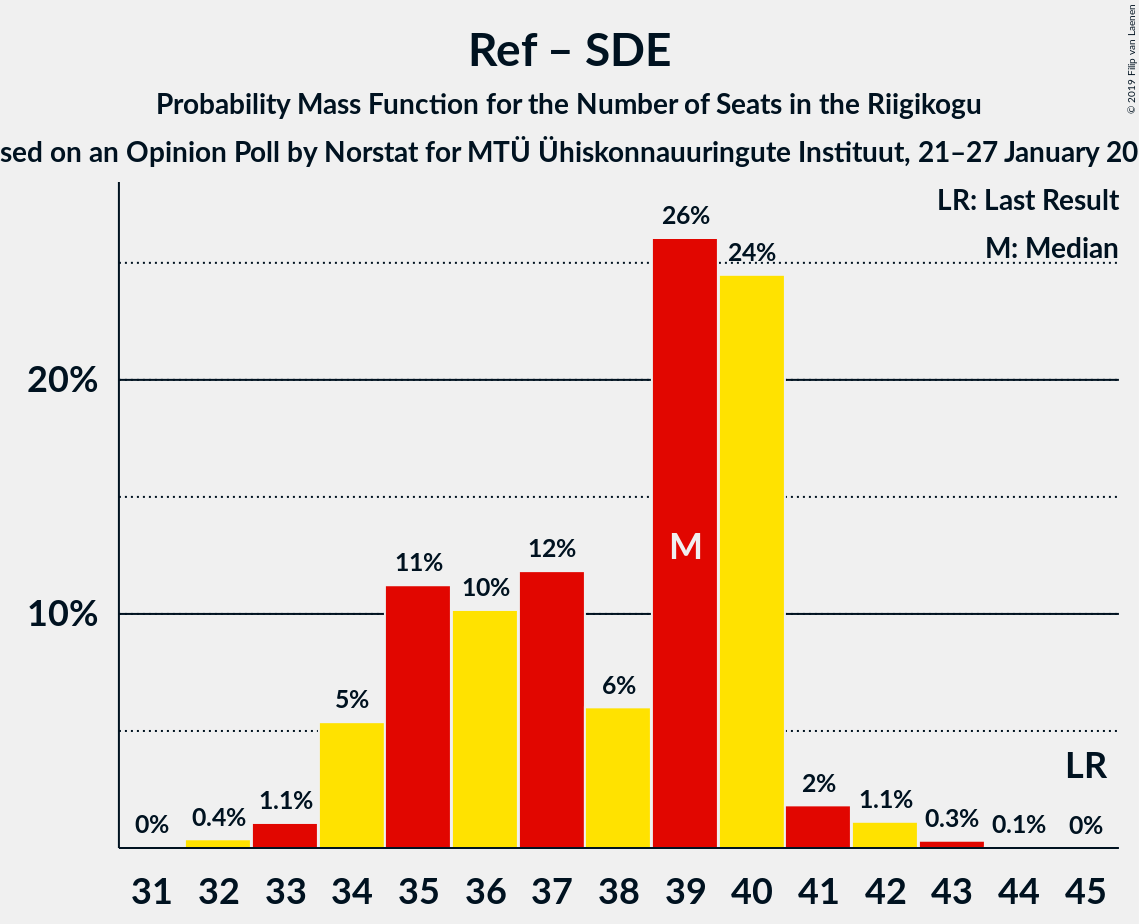 Ref – SDE
Probability Mass Function for the Number of Seats in the Riigikogu
sed on an Opinion Poll by Norstat for MTÜ Ühiskonnauuringute Instituut, 21–27 January 20
© 2019 Filip van Laenen
LR: Last Result
M: Median
26%
24%
20%
12%
11%
10%
M
10%
6%
5%
LR
2%
1.1%
1.1%
0.4%
0.3%
0.1%
0%
0%
31 32 33 34 35 36 37 38 39 40 41 42 43 44 45